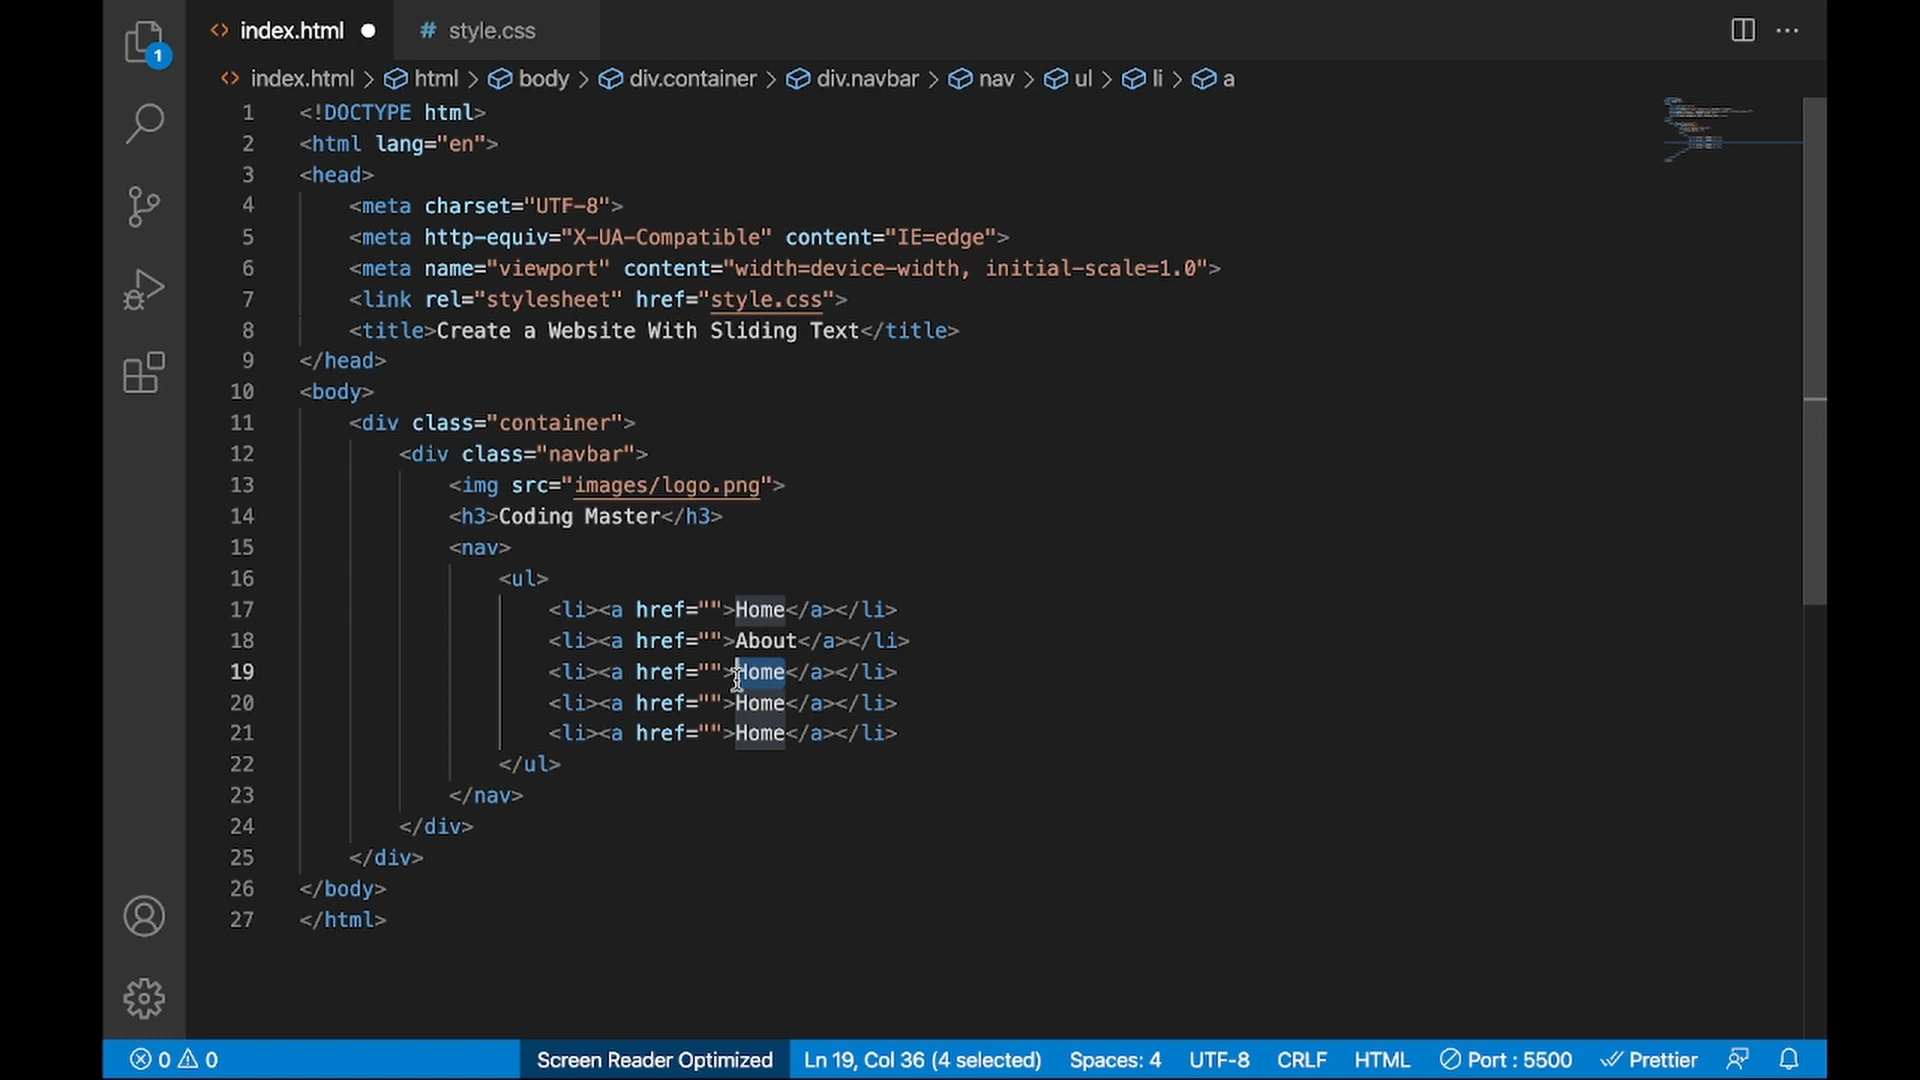 index.html
style.css
1
index.html > html > body > div.container > div.navbar > nav > ul > li > a
1 <!DOCTYPE html>
2 <html lang="en">
3 <head>
4 <meta charset="UTF-8">
5 <meta http-equiv="X-UA-Compatible" content="IE=edge">
6 <meta name="viewport" content="width=device-width, initial-scale=1.0">
7 <link rel="stylesheet" href="style.css">
8 <title>Create a Website With Sliding Text</title>
9 </head>
10 <body>
11 <div class="container">
12 <div class="navbar">
13 <img src="images/logo.png">
14 <h3>Coding Master</h3>
15 <nav>
16 <ul>
17 <li><a href="">Home</a></li>
18 <li><a href="">About</a></li>
19 <li><a href="">Home</a></li>
20 <li><a href="">Home</a></li>
21 <li><a href="">Home</a></li>
22 </ul>
23 </nav>
24 </div>
25 </div>
26 </body>
27 </html>
0 0 Screen Reader Optimized Ln 19, Col 36 (4 selected) Spaces: 4 UTF-8 CRLF HTML Port : 5500 Prettier